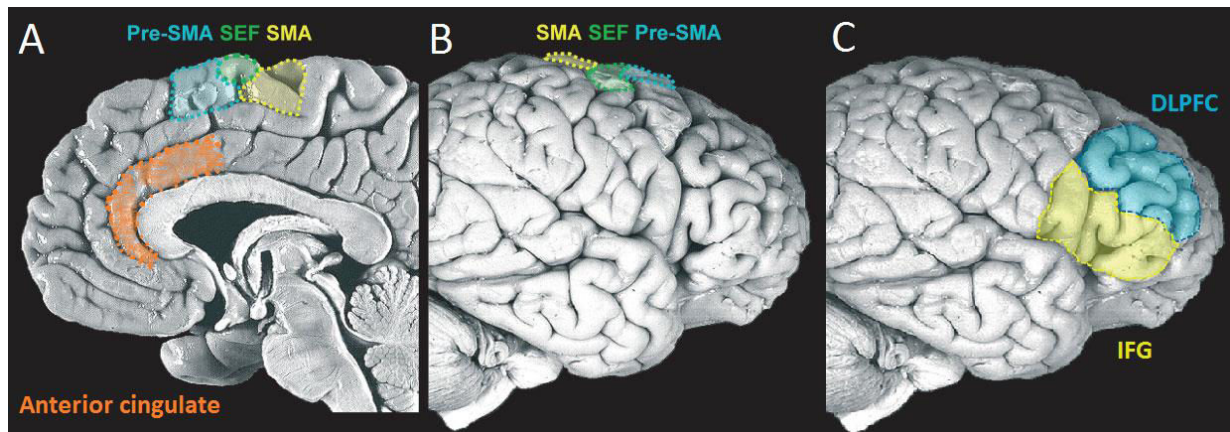 A
Pre-SMA SEF SMA
Anterior cingulate
B
SMA SEF Pre-SMA
C
DLPFC
IFG